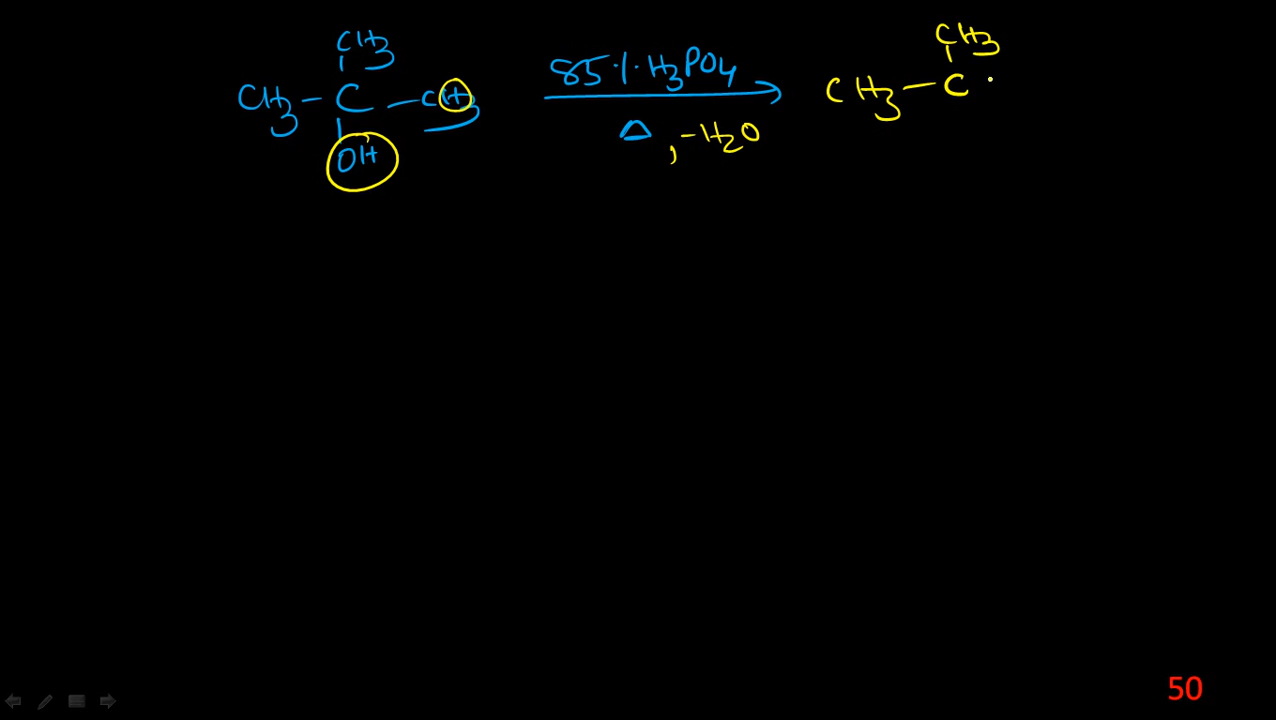 CH3 CH3
CH3 - C - CH3 85·/· H3PO4 CH3 - C
OH Δ , -H2O
50